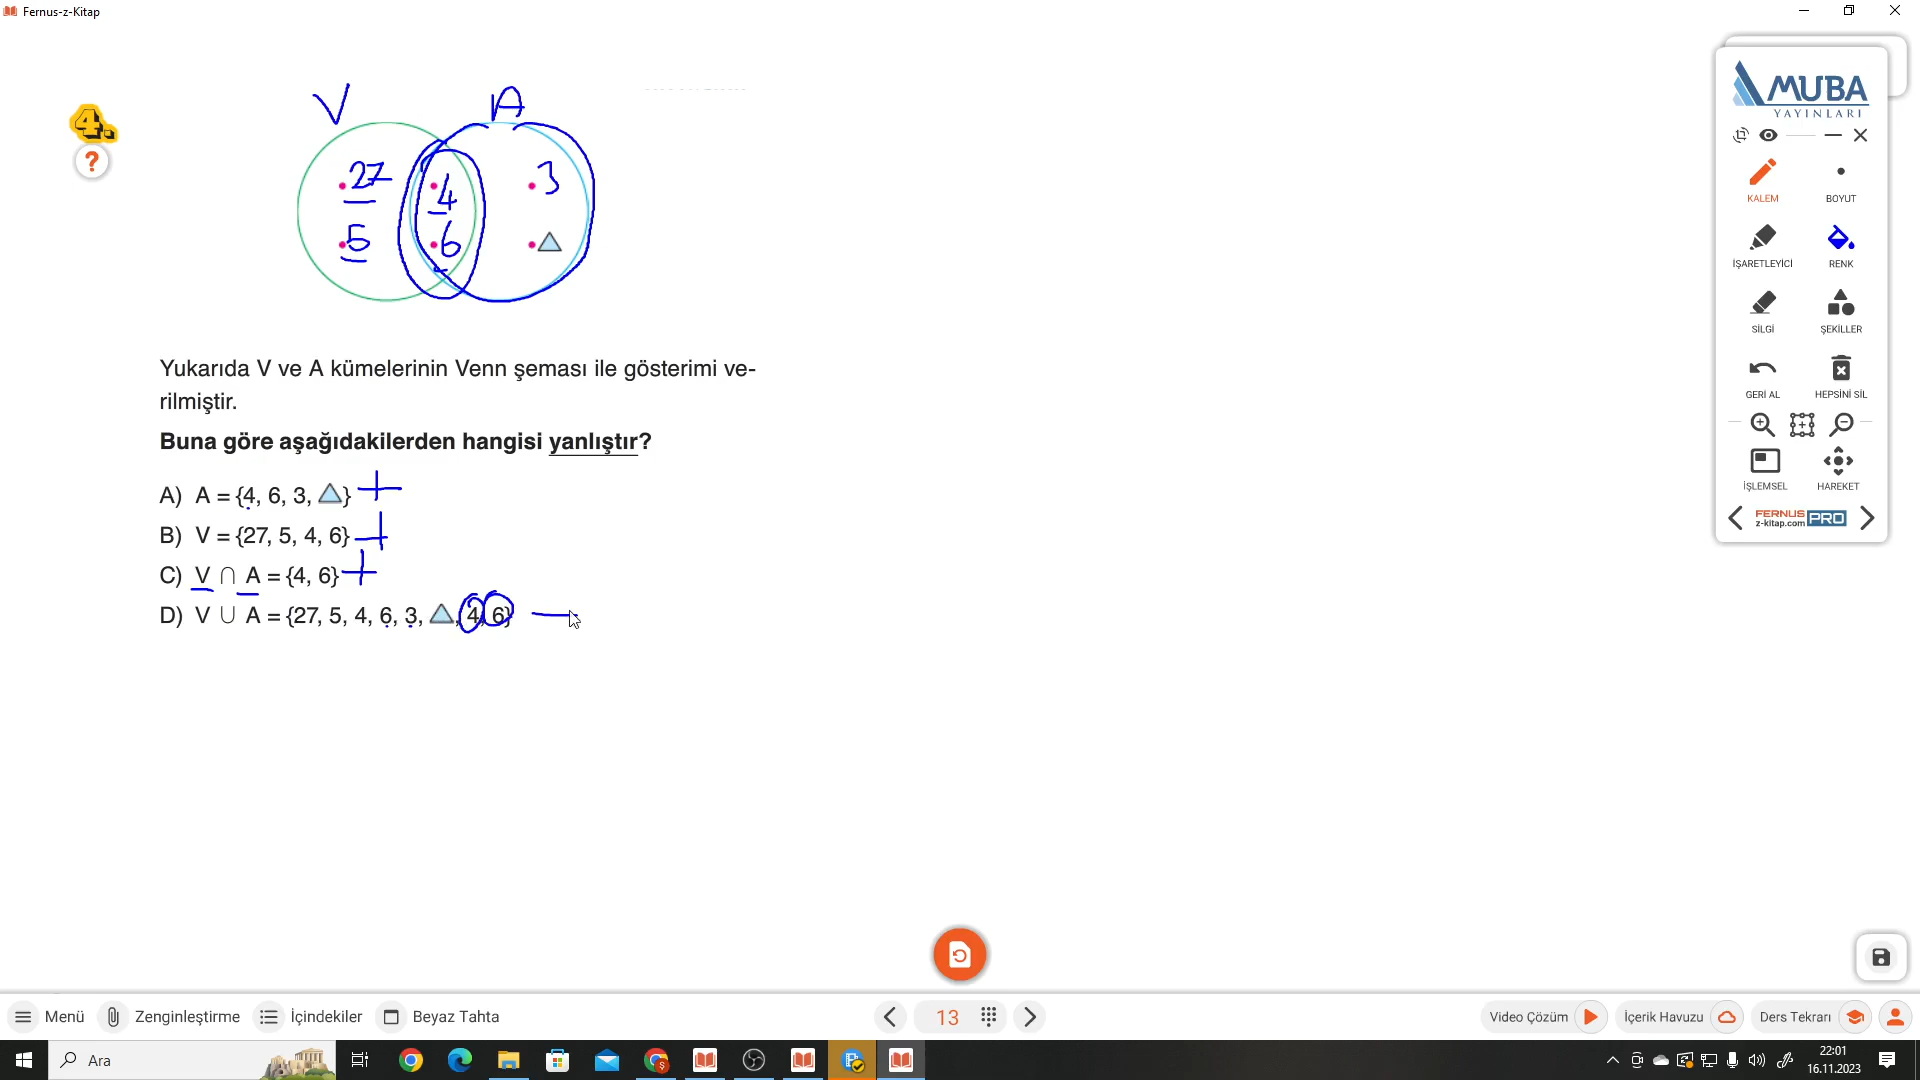 Fernus-z-Kitap
4.
?
V
A
27
4
3
5
6
Yukarıda V ve A kümelerinin Venn şeması ile gösterimi ve-
rilmiştir.
Buna göre aşağıdakilerden hangisi yanlıştır?
A) A = {4, 6, 3, △} +
B) V = {27, 5, 4, 6} +
C) V ∩ A = {4, 6} +
D) V ∪ A = {27, 5, 4, 6, 3, △, 4, 6} —
MUBA
YAYINLARI
KALEM
BOYUT
İŞARETLEYİCİ
RENK
SİLGİ
ŞEKİLLER
GERİ AL
HEPSİNİ SİL
İŞLEMSEL
HAREKET
FERNUS
z-kitap.com PRO
Menü
Zenginleştirme
İçindekiler
Beyaz Tahta
13
Video Çözüm
İçerik Havuzu
Ders Tekrarı
Ara
22:01
16.11.2023